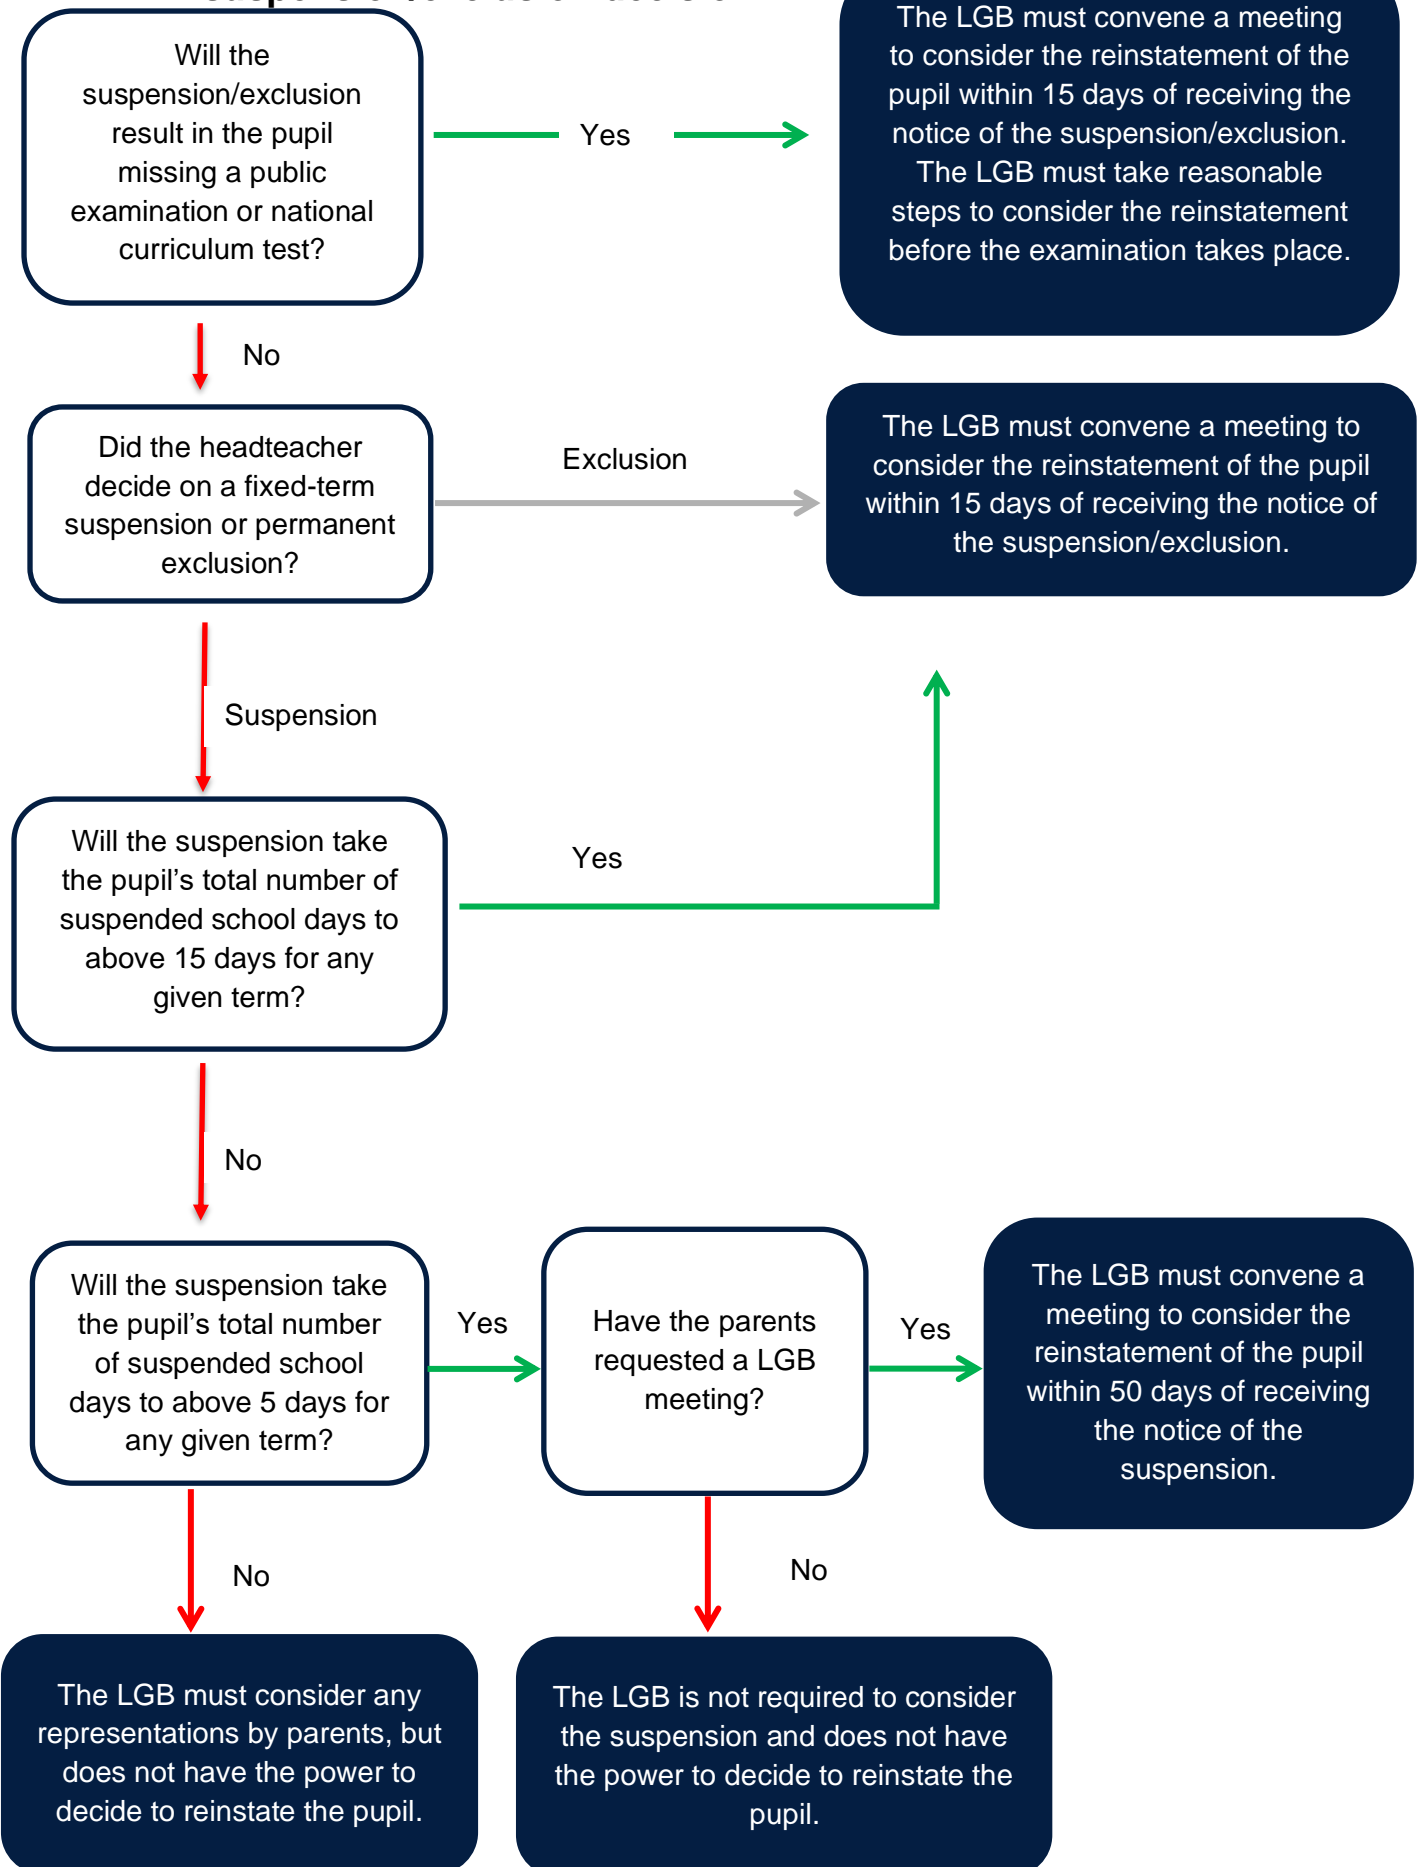 Will the
suspension/exclusion
result in the pupil
missing a public
examination or national
curriculum test?
Yes
The LGB must convene a meeting
to consider the reinstatement of the
pupil within 15 days of receiving the
notice of the suspension/exclusion.
The LGB must take reasonable
steps to consider the reinstatement
before the examination takes place.
No
Did the headteacher
decide on a fixed-term
suspension or permanent
exclusion?
Exclusion
The LGB must convene a meeting to
consider the reinstatement of the pupil
within 15 days of receiving the notice of
the suspension/exclusion.
Suspension
Will the suspension take
the pupil’s total number of
suspended school days to
above 15 days for any
given term?
Yes
No
Will the suspension take
the pupil’s total number
of suspended school
days to above 5 days for
any given term?
Yes
Have the parents
requested a LGB
meeting?
Yes
The LGB must convene a
meeting to consider the
reinstatement of the pupil
within 50 days of receiving
the notice of the
suspension.
No
No
The LGB must consider any
representations by parents, but
does not have the power to
decide to reinstate the pupil.
The LGB is not required to consider
the suspension and does not have
the power to decide to reinstate the
pupil.